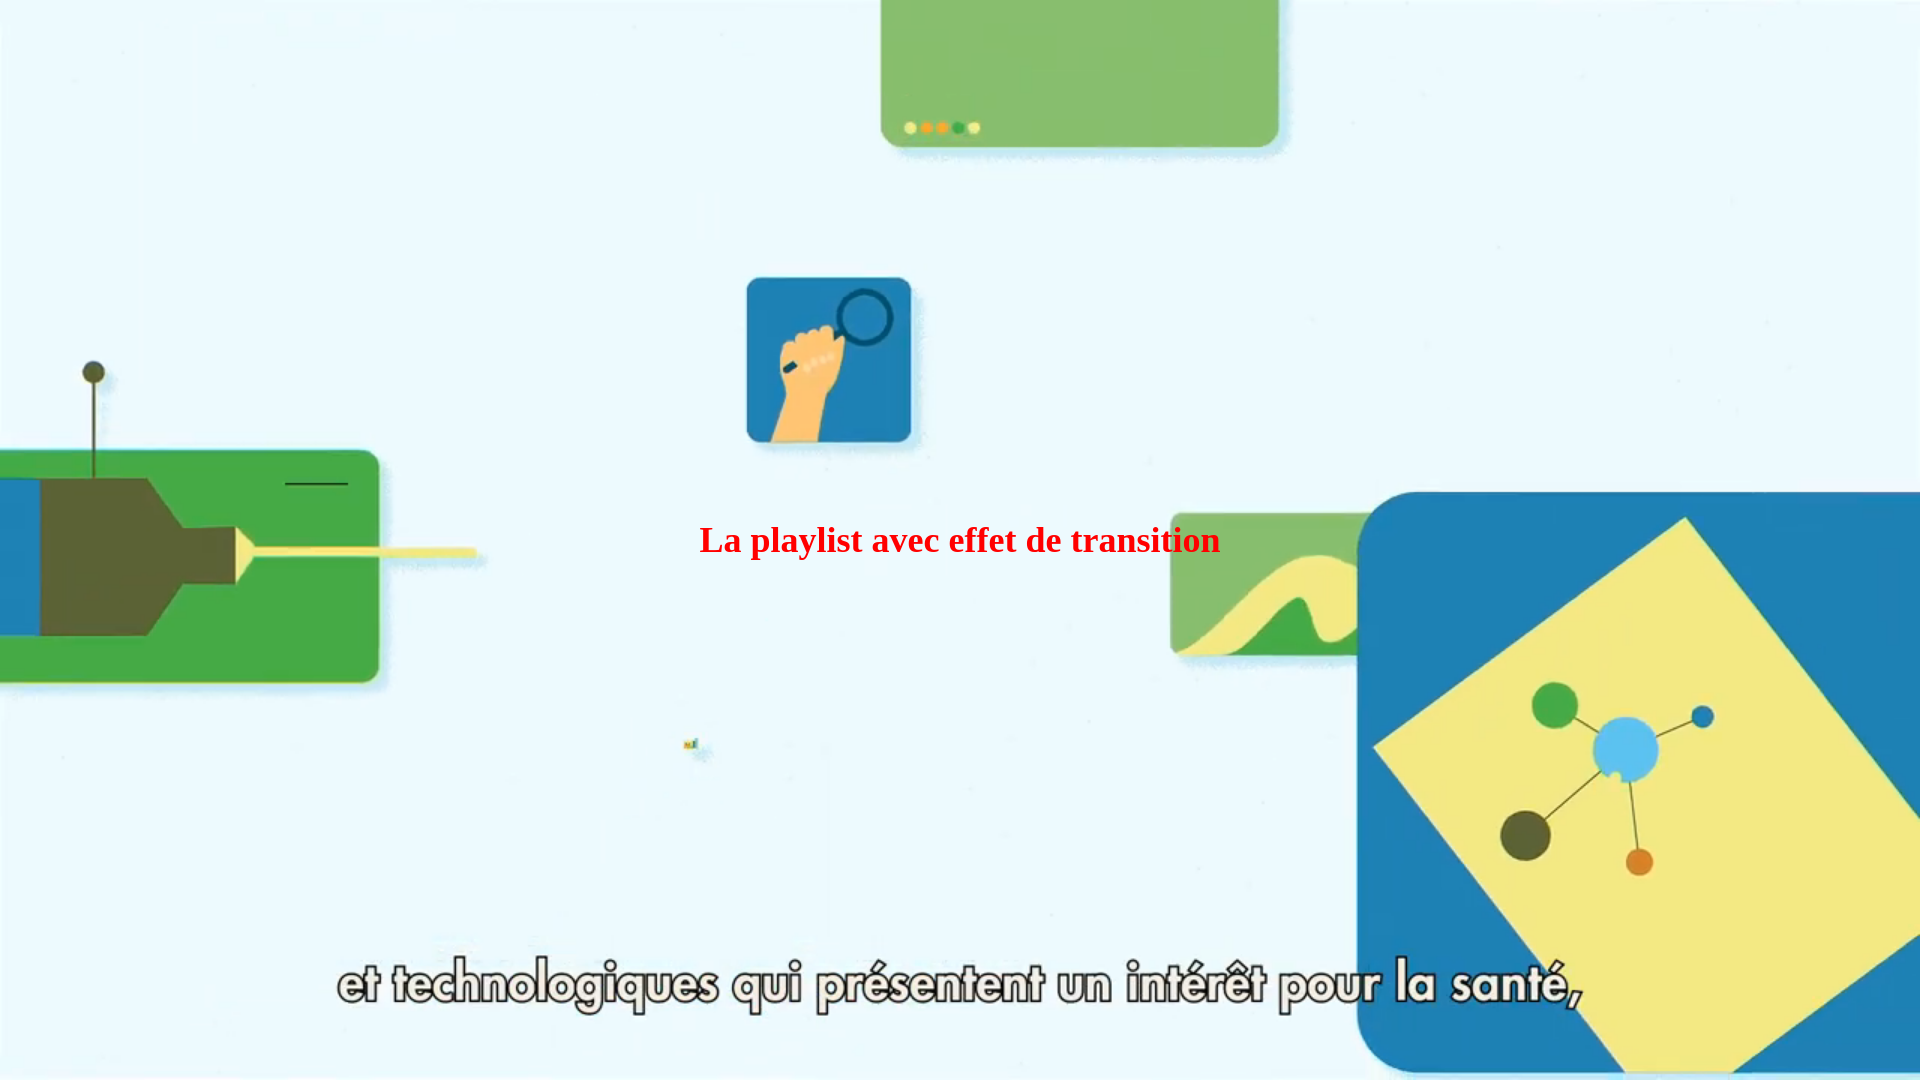 La playlist avec effet de transition
et technologiques qui présentent un intérêt pour la santé,